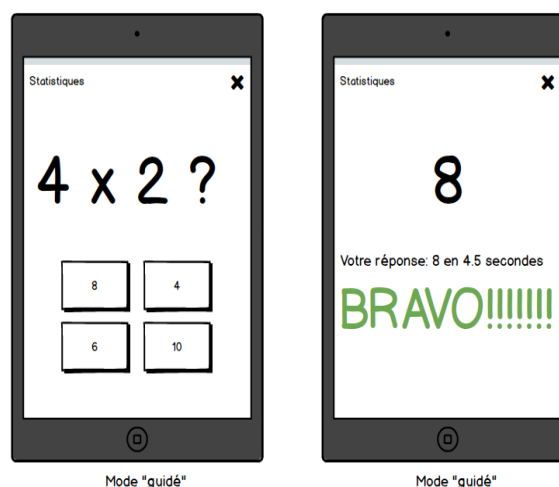 Statistiques
4 x 2 ?
8 4
6 10
Mode "guidé"
Statistiques
8
Votre réponse: 8 en 4.5 secondes
BRAVO!!!!!!!
Mode "guidé"